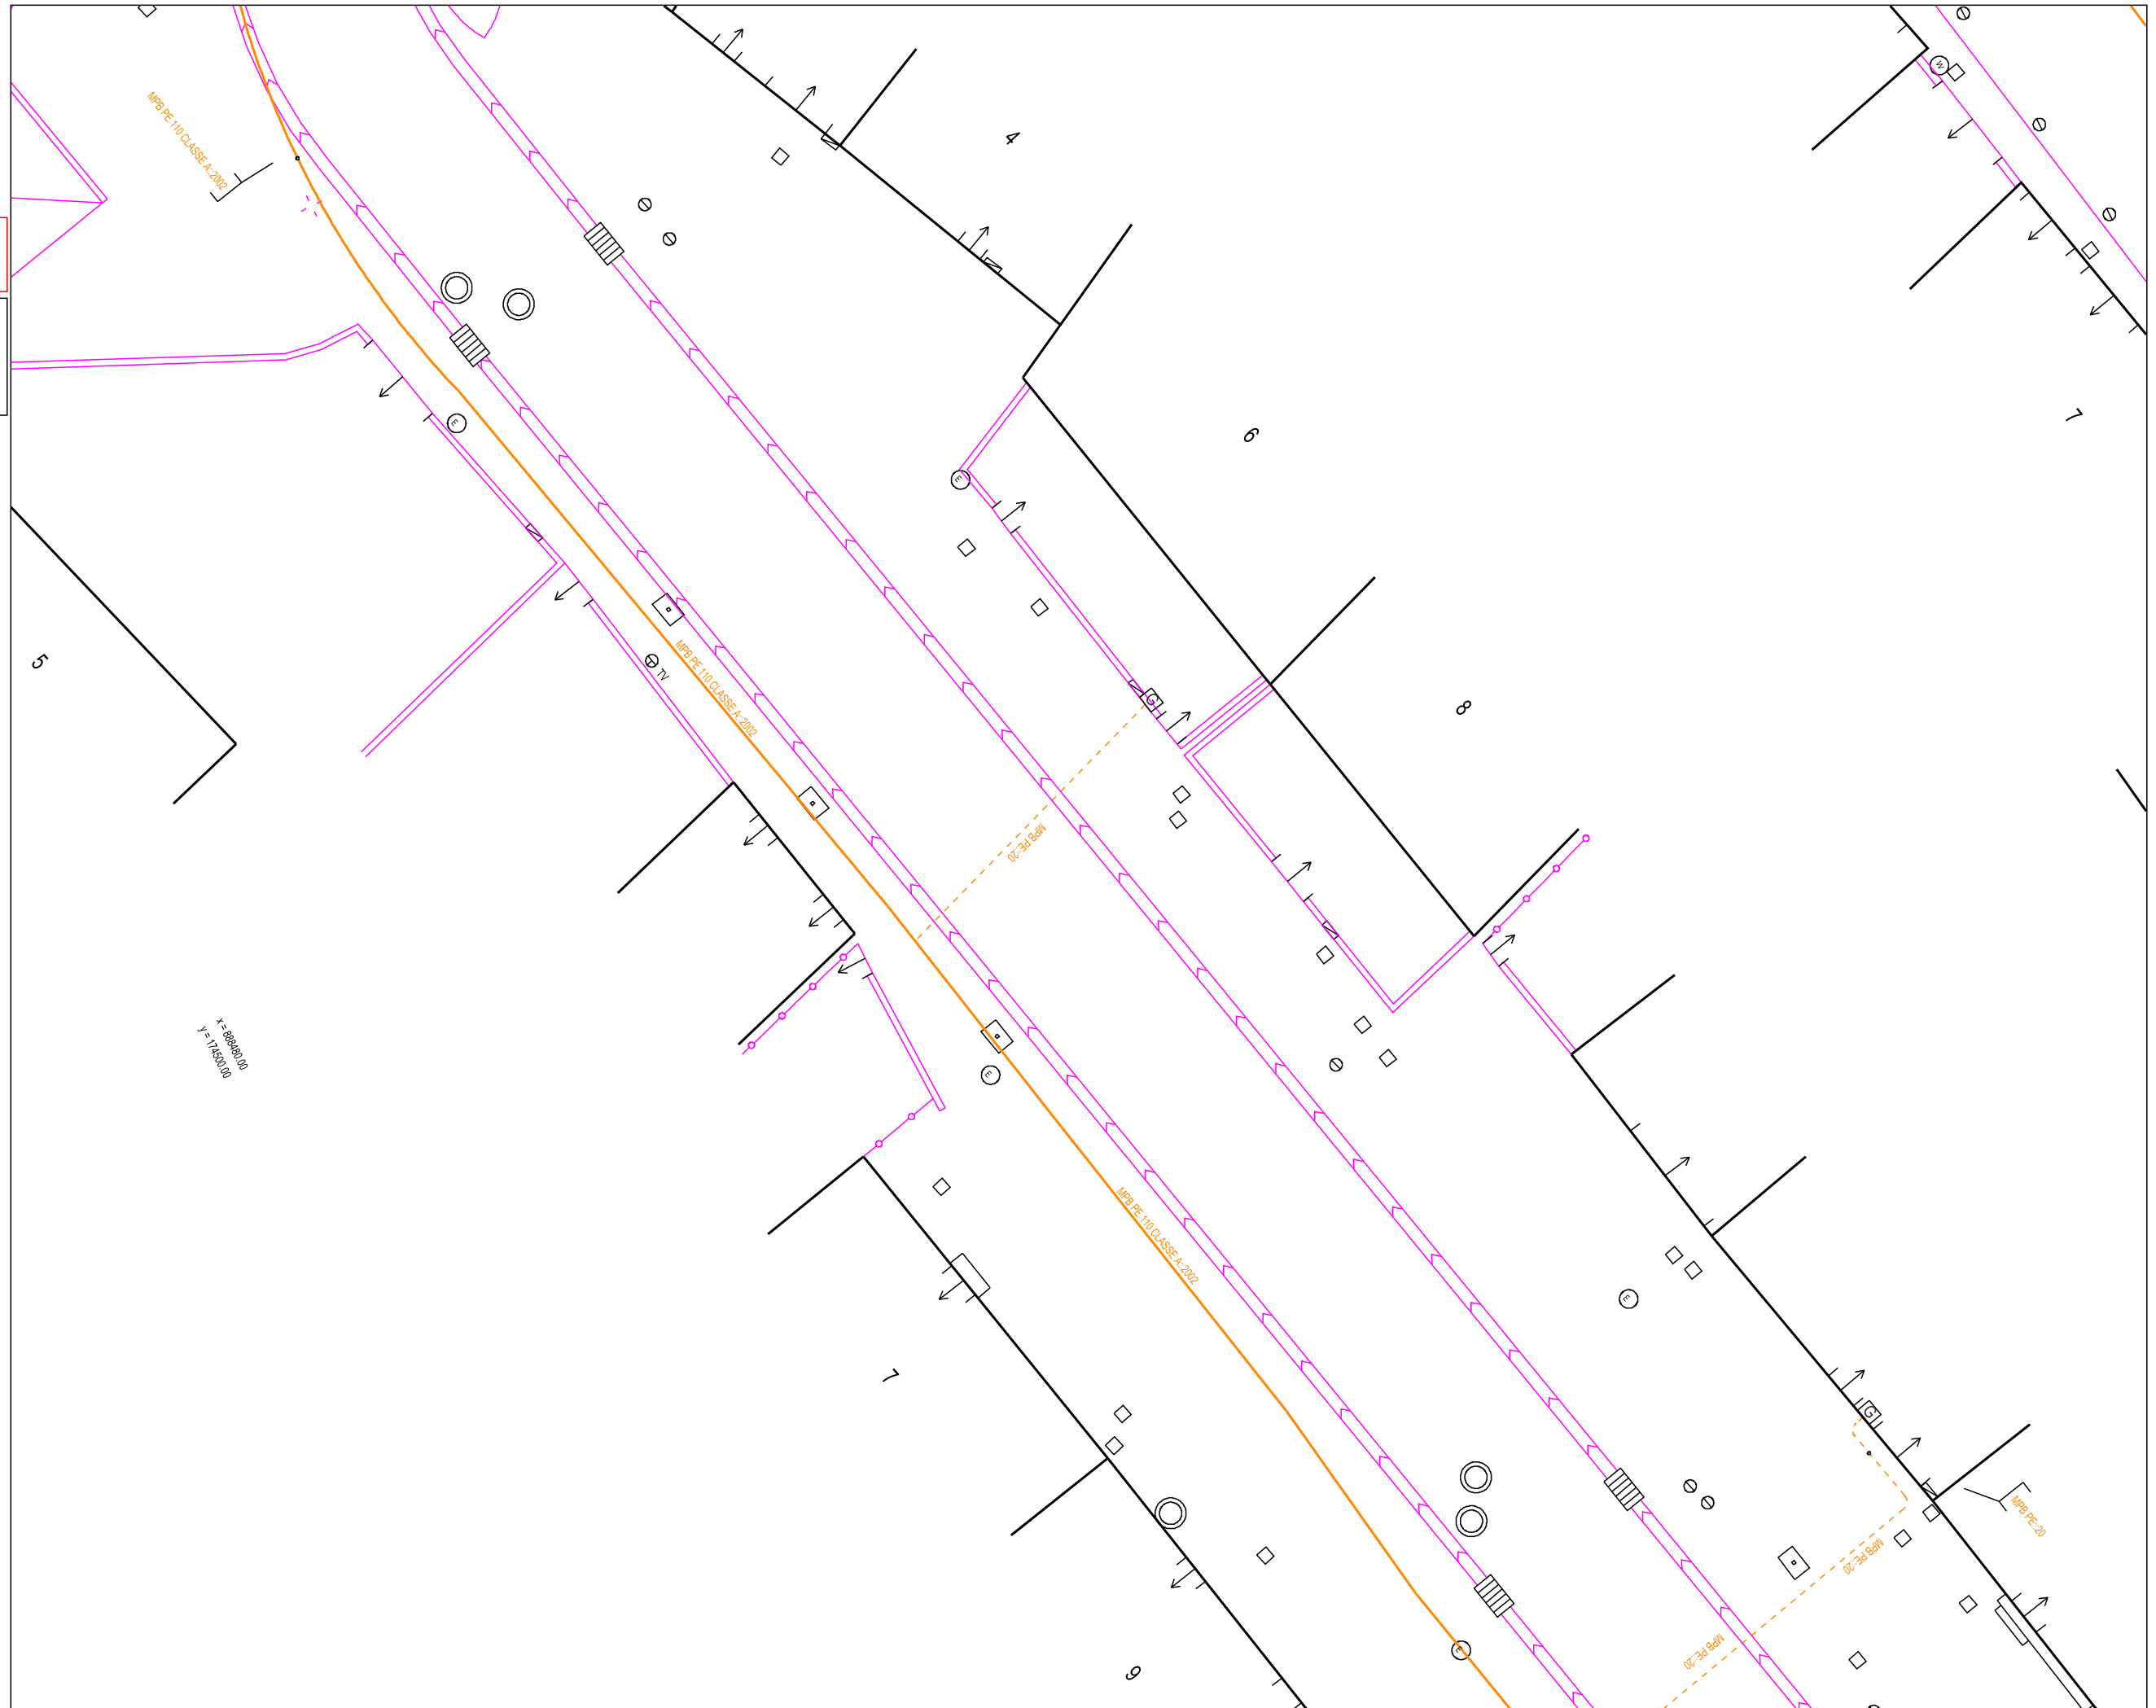 MPB PE 110 CLASSE A::2002
W
4
7
E
6
E
5
TV
MPB PE 110 CLASSE A::2002
G
8
MPB PE::20
x = 888480.00
y = 174500.00
E
MPB PE 110 CLASSE A::2002
E
7
G
MPB PE::20
MPB PE::20
MPB PE::20
E
9